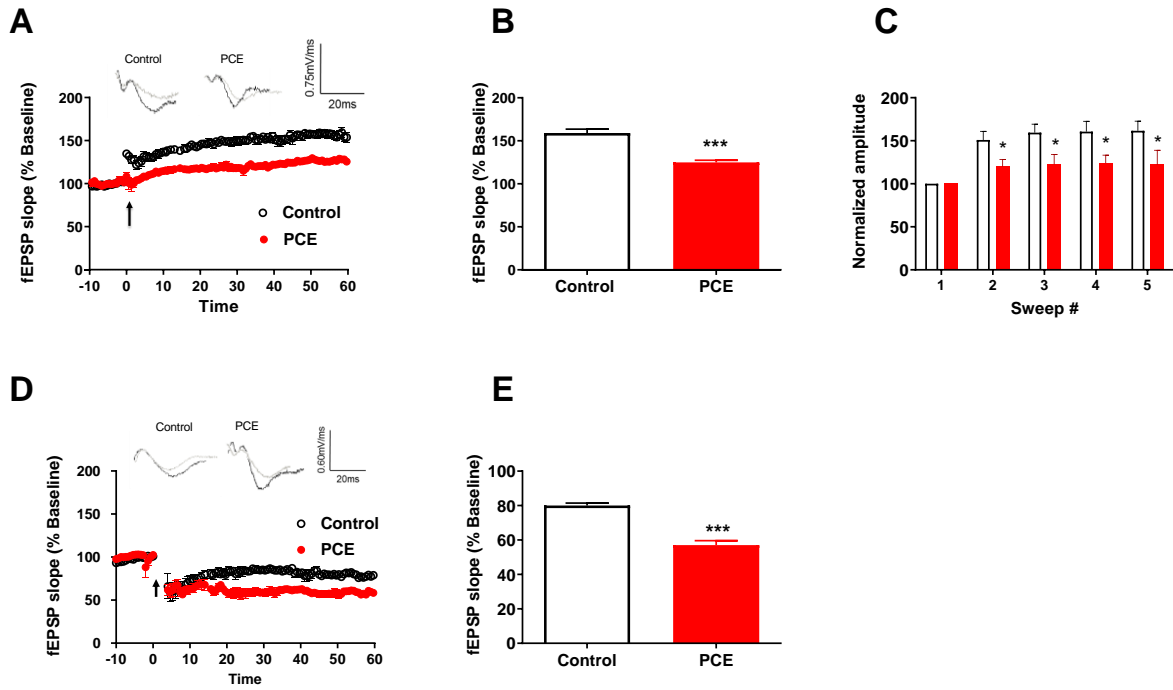 A
Control
PCE
0.75mV/ms
20ms
fEPSP slope (% Baseline)
200
150
100
50
0
Control
PCE
-10 0 10 20 30 40 50 60
Time
B
fEPSP slope (% Baseline)
200
150
100
50
0
***
Control PCE
C
Normalized amplitude
200
150
100
50
0
* * * *
1 2 3 4 5
Sweep #
D
Control
PCE
0.60mV/ms
20ms
fEPSP slope (% Baseline)
200
150
100
50
0
Control
PCE
-10 0 10 20 30 40 50 60
Time
E
fEPSP slope (% Baseline)
100
80
60
40
20
0
***
Control PCE